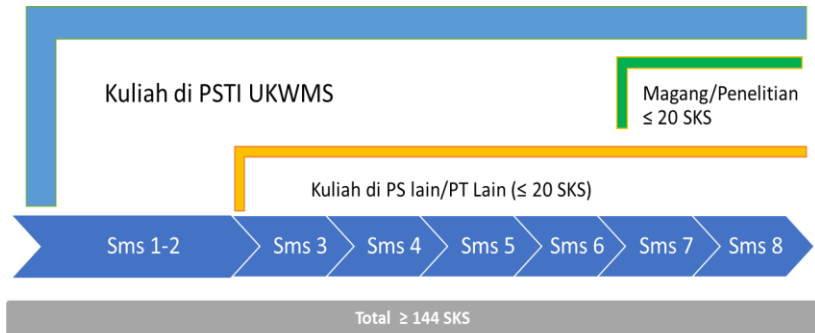 Kuliah di PSTI UKWMS
Magang/Penelitian
≤ 20 SKS
Kuliah di PS lain/PT Lain (≤ 20 SKS)
Sms 1-2
Sms 3
Sms 4
Sms 5
Sms 6
Sms 7
Sms 8
Total ≥ 144 SKS